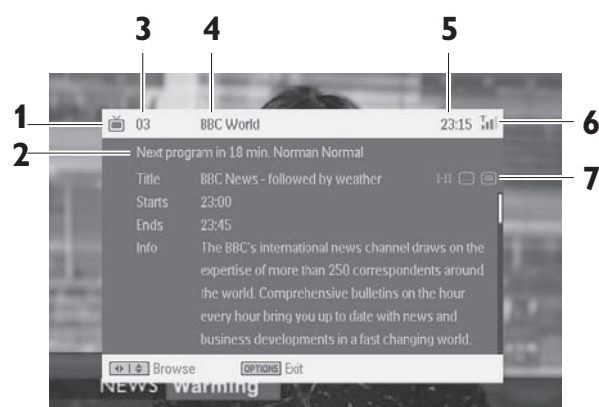 3 4 5
1 03 BBC World 23:15 6
2 Next program in 18 min. Norman Normal
Title BBC News - followed by weather I-II 7
Starts 23:00
Ends 23:45
Info The BBC's international news channel draws on the
expertise of more than 250 correspondents around
the world. Comprehensive bulletins on the hour
every hour bring you up to date with news and
business developments in a fast changing world.
Browse OPTIONS Exit
NEWS Warming